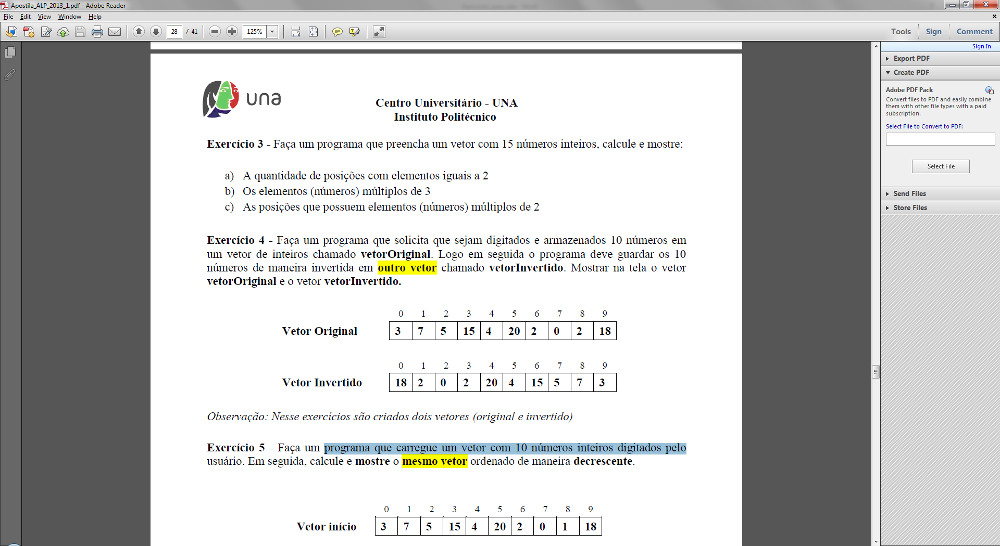 Apostila_ALP_2013_1.pdf - Adobe Reader
File Edit View Window Help
28 / 41 125% Tools Sign Comment
Sign In
Export PDF
Create PDF
Adobe PDF Pack
Convert files to PDF and easily combine
them with other file types with a paid
subscription.
Select File to Convert to PDF:
Select File
Send Files
Store Files
una
Centro Universitário - UNA
Instituto Politécnico
Exercício 3 - Faça um programa que preencha um vetor com 15 números inteiros, calcule e mostre:
a) A quantidade de posições com elementos iguais a 2
b) Os elementos (números) múltiplos de 3
c) As posições que possuem elementos (números) múltiplos de 2
Exercício 4 - Faça um programa que solicita que sejam digitados e armazenados 10 números em
um vetor de inteiros chamado vetorOriginal. Logo em seguida o programa deve guardar os 10
números de maneira invertida em outro vetor chamado vetorInvertido. Mostrar na tela o vetor
vetorOriginal e o vetor vetorInvertido.
0 1 2 3 4 5 6 7 8 9
Vetor Original 3 7 5 15 4 20 2 0 2 18
0 1 2 3 4 5 6 7 8 9
Vetor Invertido 18 2 0 2 20 4 15 5 7 3
Observação: Nesse exercícios são criados dois vetores (original e invertido)
Exercício 5 - Faça um programa que carregue um vetor com 10 números inteiros digitados pelo
usuário. Em seguida, calcule e mostre o mesmo vetor ordenado de maneira decrescente.
0 1 2 3 4 5 6 7 8 9
Vetor início 3 7 5 15 4 20 2 0 1 18